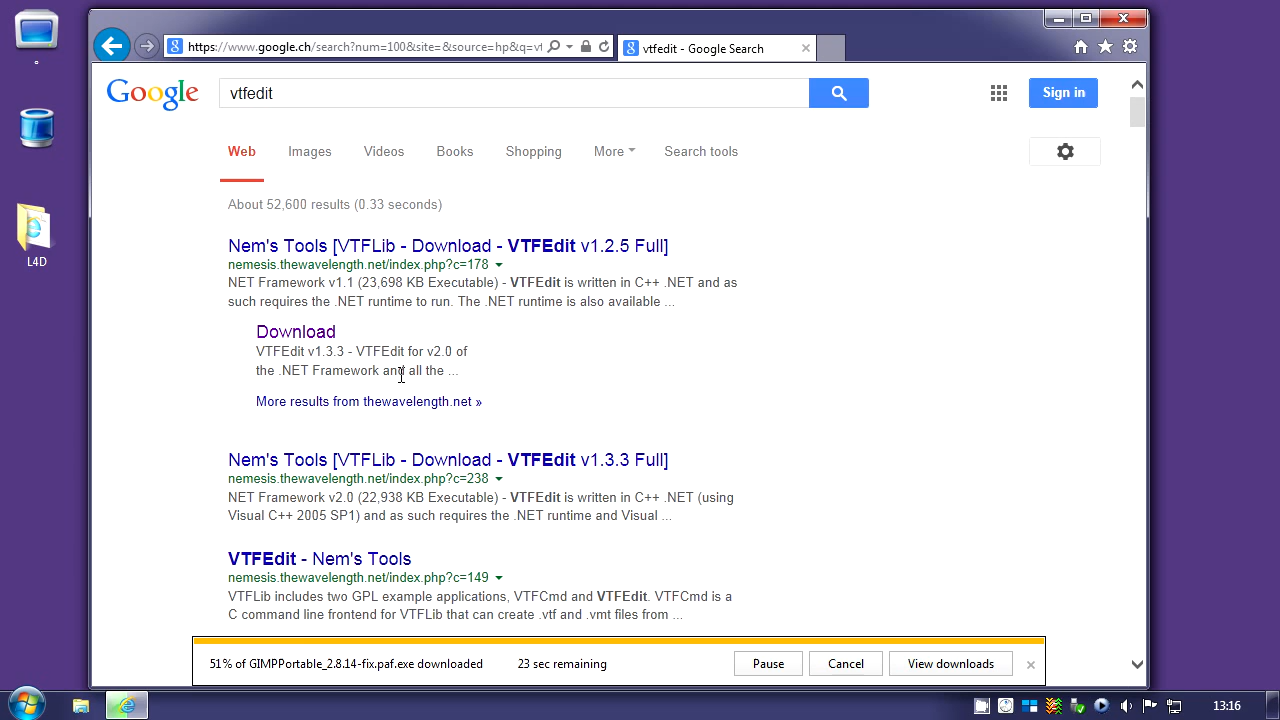 https://www.google.ch/search?num=100&site=&source=hp&q=vt
vtfedit - Google Search
Google
vtfedit
Sign in
Web
Images
Videos
Books
Shopping
More
Search tools
About 52,600 results (0.33 seconds)
Nem's Tools [VTFLib - Download - VTFEdit v1.2.5 Full]
nemesis.thewavelength.net/index.php?c=178
NET Framework v1.1 (23,698 KB Executable) - VTFEdit is written in C++ .NET and as
such requires the .NET runtime to run. The .NET runtime is also available ...
Download
VTFEdit v1.3.3 - VTFEdit for v2.0 of
the .NET Framework and all the ...
More results from thewavelength.net »
Nem's Tools [VTFLib - Download - VTFEdit v1.3.3 Full]
nemesis.thewavelength.net/index.php?c=238
NET Framework v2.0 (22,938 KB Executable) - VTFEdit is written in C++ .NET (using
Visual C++ 2005 SP1) and as such requires the .NET runtime and Visual ...
VTFEdit - Nem's Tools
nemesis.thewavelength.net/index.php?c=149
VTFLib includes two GPL example applications, VTFCmd and VTFEdit. VTFCmd is a
C command line frontend for VTFLib that can create .vtf and .vmt files from ...
51% of GIMPPortable_2.8.14-fix.paf.exe downloaded
23 sec remaining
Pause
Cancel
View downloads
L4D
13:16